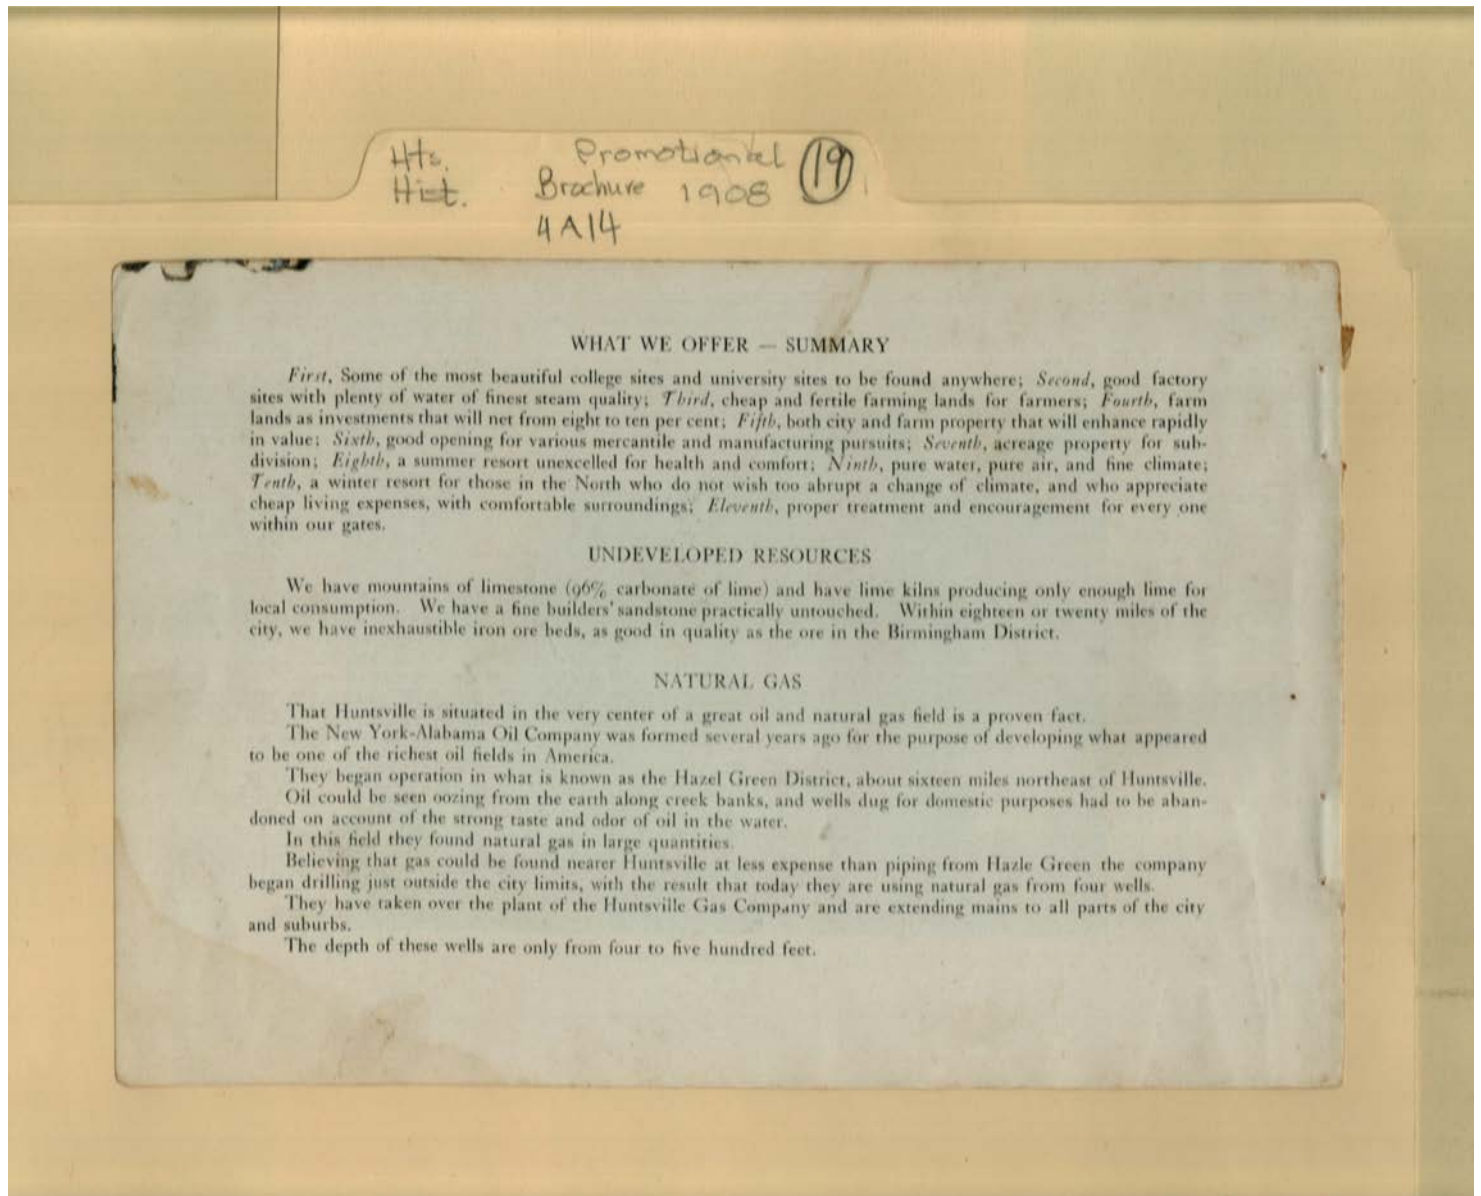 Hts. Promotional 19
Hist. Brochure 1908
4A14
WHAT WE OFFER — SUMMARY
First, Some of the most beautiful college sites and university sites to be found anywhere; Second, good factory
sites with plenty of water of finest steam quality; Third, cheap and fertile farming lands for farmers; Fourth, farm
lands as investments that will net from eight to ten per cent; Fifth, both city and farm property that will enhance rapidly
in value; Sixth, good opening for various mercantile and manufacturing pursuits; Seventh, acreage property for sub-
division; Eighth, a summer resort unexcelled for health and comfort; Ninth, pure water, pure air, and fine climate;
Tenth, a winter resort for those in the North who do not wish too abrupt a change of climate, and who appreciate
cheap living expenses, with comfortable surroundings; Eleventh, proper treatment and encouragement for every one
within our gates.
UNDEVELOPED RESOURCES
We have mountains of limestone (96% carbonate of lime) and have lime kilns producing only enough lime for
local consumption. We have a fine builders' sandstone practically untouched. Within eighteen or twenty miles of the
city, we have inexhaustible iron ore beds, as good in quality as the ore in the Birmingham District.
NATURAL GAS
That Huntsville is situated in the very center of a great oil and natural gas field is a proven fact.
The New York-Alabama Oil Company was formed several years ago for the purpose of developing what appeared
to be one of the richest oil fields in America.
They began operation in what is known as the Hazel Green District, about sixteen miles northeast of Huntsville.
Oil could be seen oozing from the earth along creek banks, and wells dug for domestic purposes had to be aban-
doned on account of the strong taste and odor of oil in the water.
In this field they found natural gas in large quantities.
Believing that gas could be found nearer Huntsville at less expense than piping from Hazle Green the company
began drilling just outside the city limits, with the result that today they are using natural gas from four wells.
They have taken over the plant of the Huntsville Gas Company and are extending mains to all parts of the city
and suburbs.
The depth of these wells are only from four to five hundred feet.